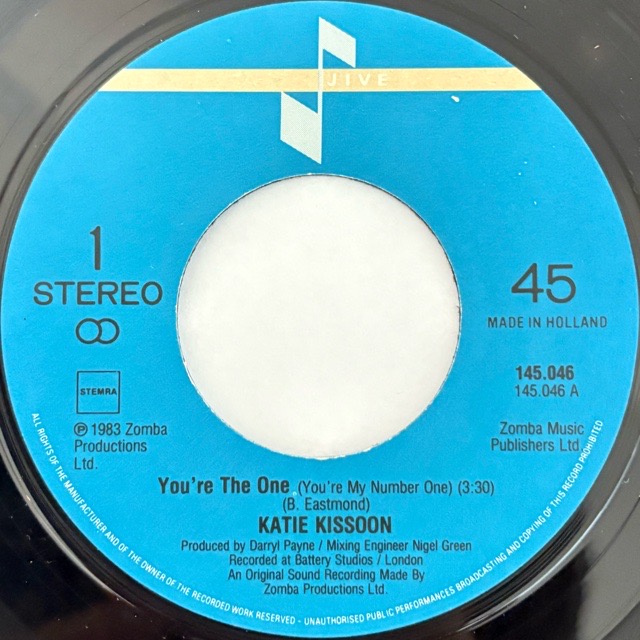 JIVE
1
STEREO
45
MADE IN HOLLAND
STEMRA
145.046
145.046 A
℗ 1983 Zomba
Productions
Ltd.
Zomba Music
Publishers Ltd.
You're The One (You're My Number One) (3:30)
(B. Eastmond)
KATIE KISSOON
Produced by Darryl Payne / Mixing Engineer Nigel Green
Recorded at Battery Studios / London
An Original Sound Recording Made By
Zomba Productions Ltd.
ALL RIGHTS OF THE MANUFACTURER AND OF THE OWNER OF THE RECORDED WORK RESERVED - UNAUTHORISED PUBLIC PERFORMANCES BROADCASTING AND COPYING OF THIS RECORD PROHIBITED